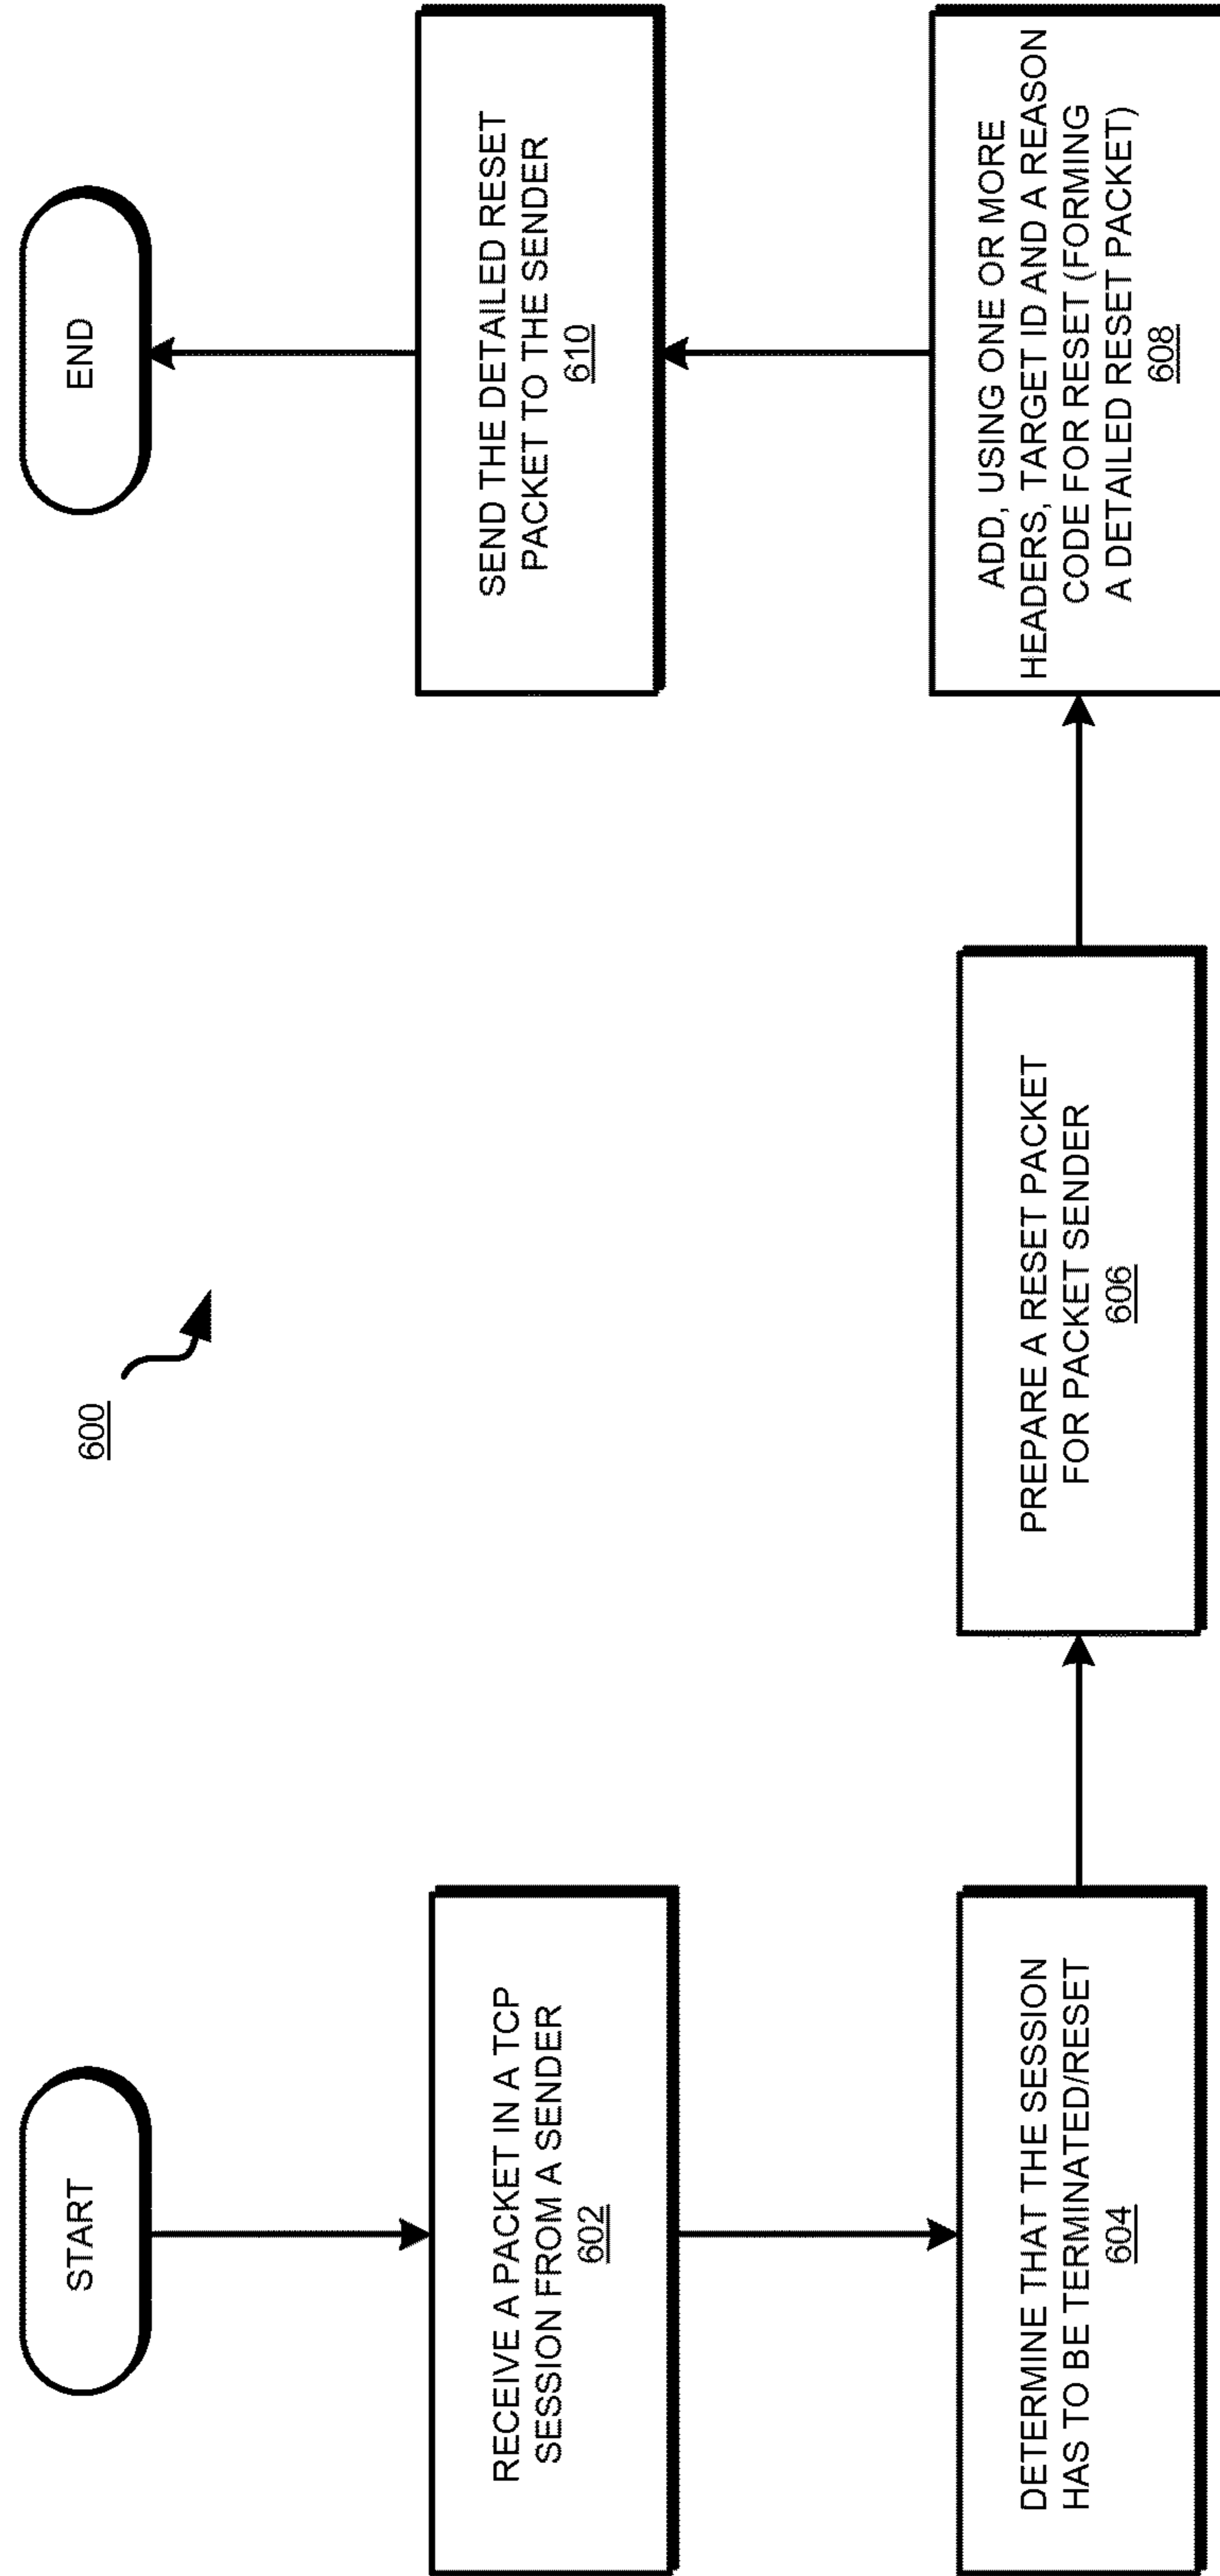 600
START
RECEIVE A PACKET IN A TCP
SESSION FROM A SENDER
602
DETERMINE THAT THE SESSION
HAS TO BE TERMINATED/RESET
604
PREPARE A RESET PACKET
FOR PACKET SENDER
606
ADD, USING ONE OR MORE
HEADERS, TARGET ID AND A REASON
CODE FOR RESET (FORMING
A DETAILED RESET PACKET)
608
SEND THE DETAILED RESET
PACKET TO THE SENDER
610
END